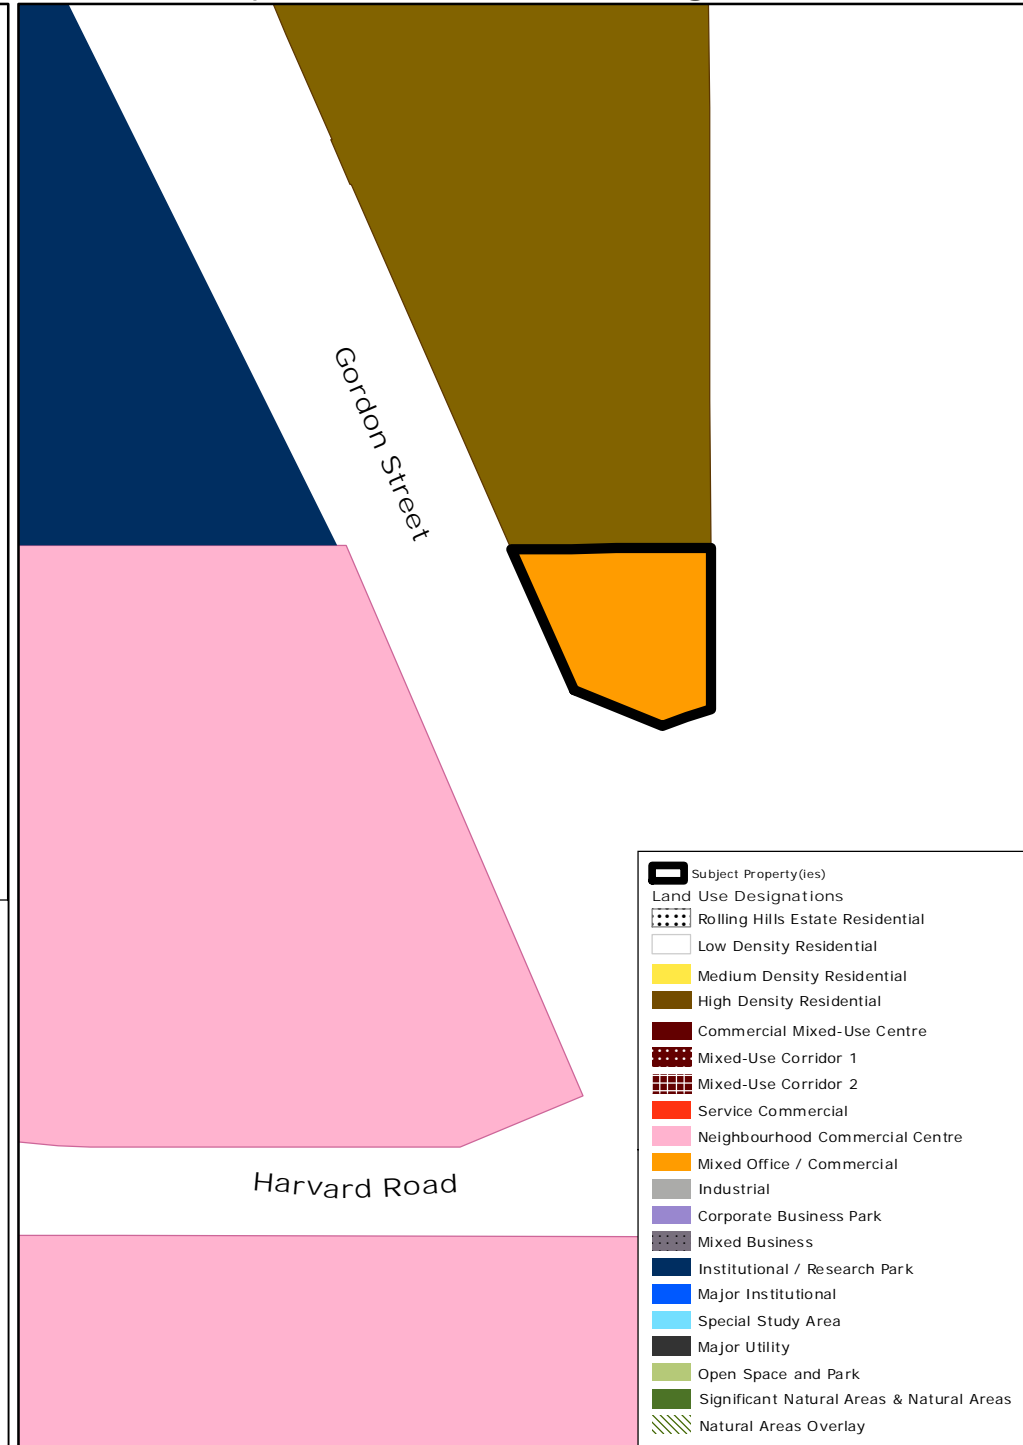 Gordon Street
Harvard Road
Subject Property(ies)
Land Use Designations
Rolling Hills Estate Residential
Low Density Residential
Medium Density Residential
High Density Residential
Commercial Mixed-Use Centre
Mixed-Use Corridor 1
Mixed-Use Corridor 2
Service Commercial
Neighbourhood Commercial Centre
Mixed Office / Commercial
Industrial
Corporate Business Park
Mixed Business
Institutional / Research Park
Major Institutional
Special Study Area
Major Utility
Open Space and Park
Significant Natural Areas & Natural Areas
Natural Areas Overlay